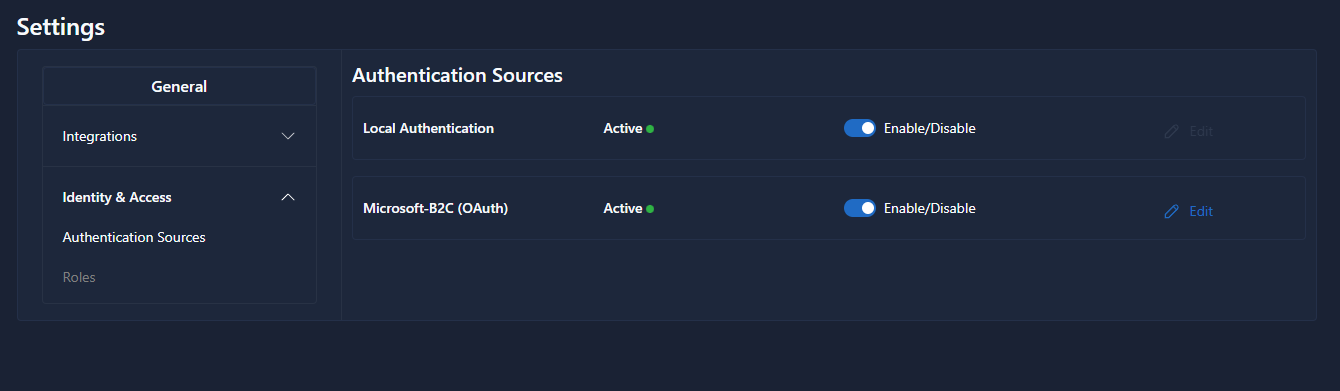 Settings
General
Integrations
Identity & Access
Authentication Sources
Roles
Authentication Sources
Local Authentication Active Enable/Disable Edit
Microsoft-B2C (OAuth) Active Enable/Disable Edit